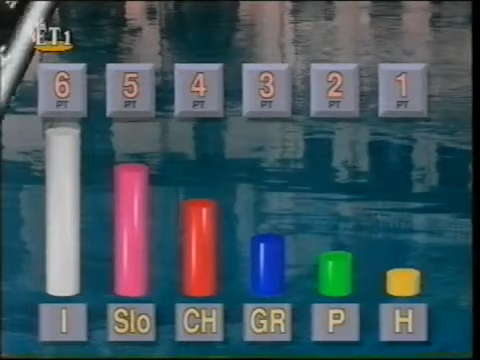 ET1
6 5 4 3 2 1
PT PT PT PT PT PT
I Slo CH GR P H